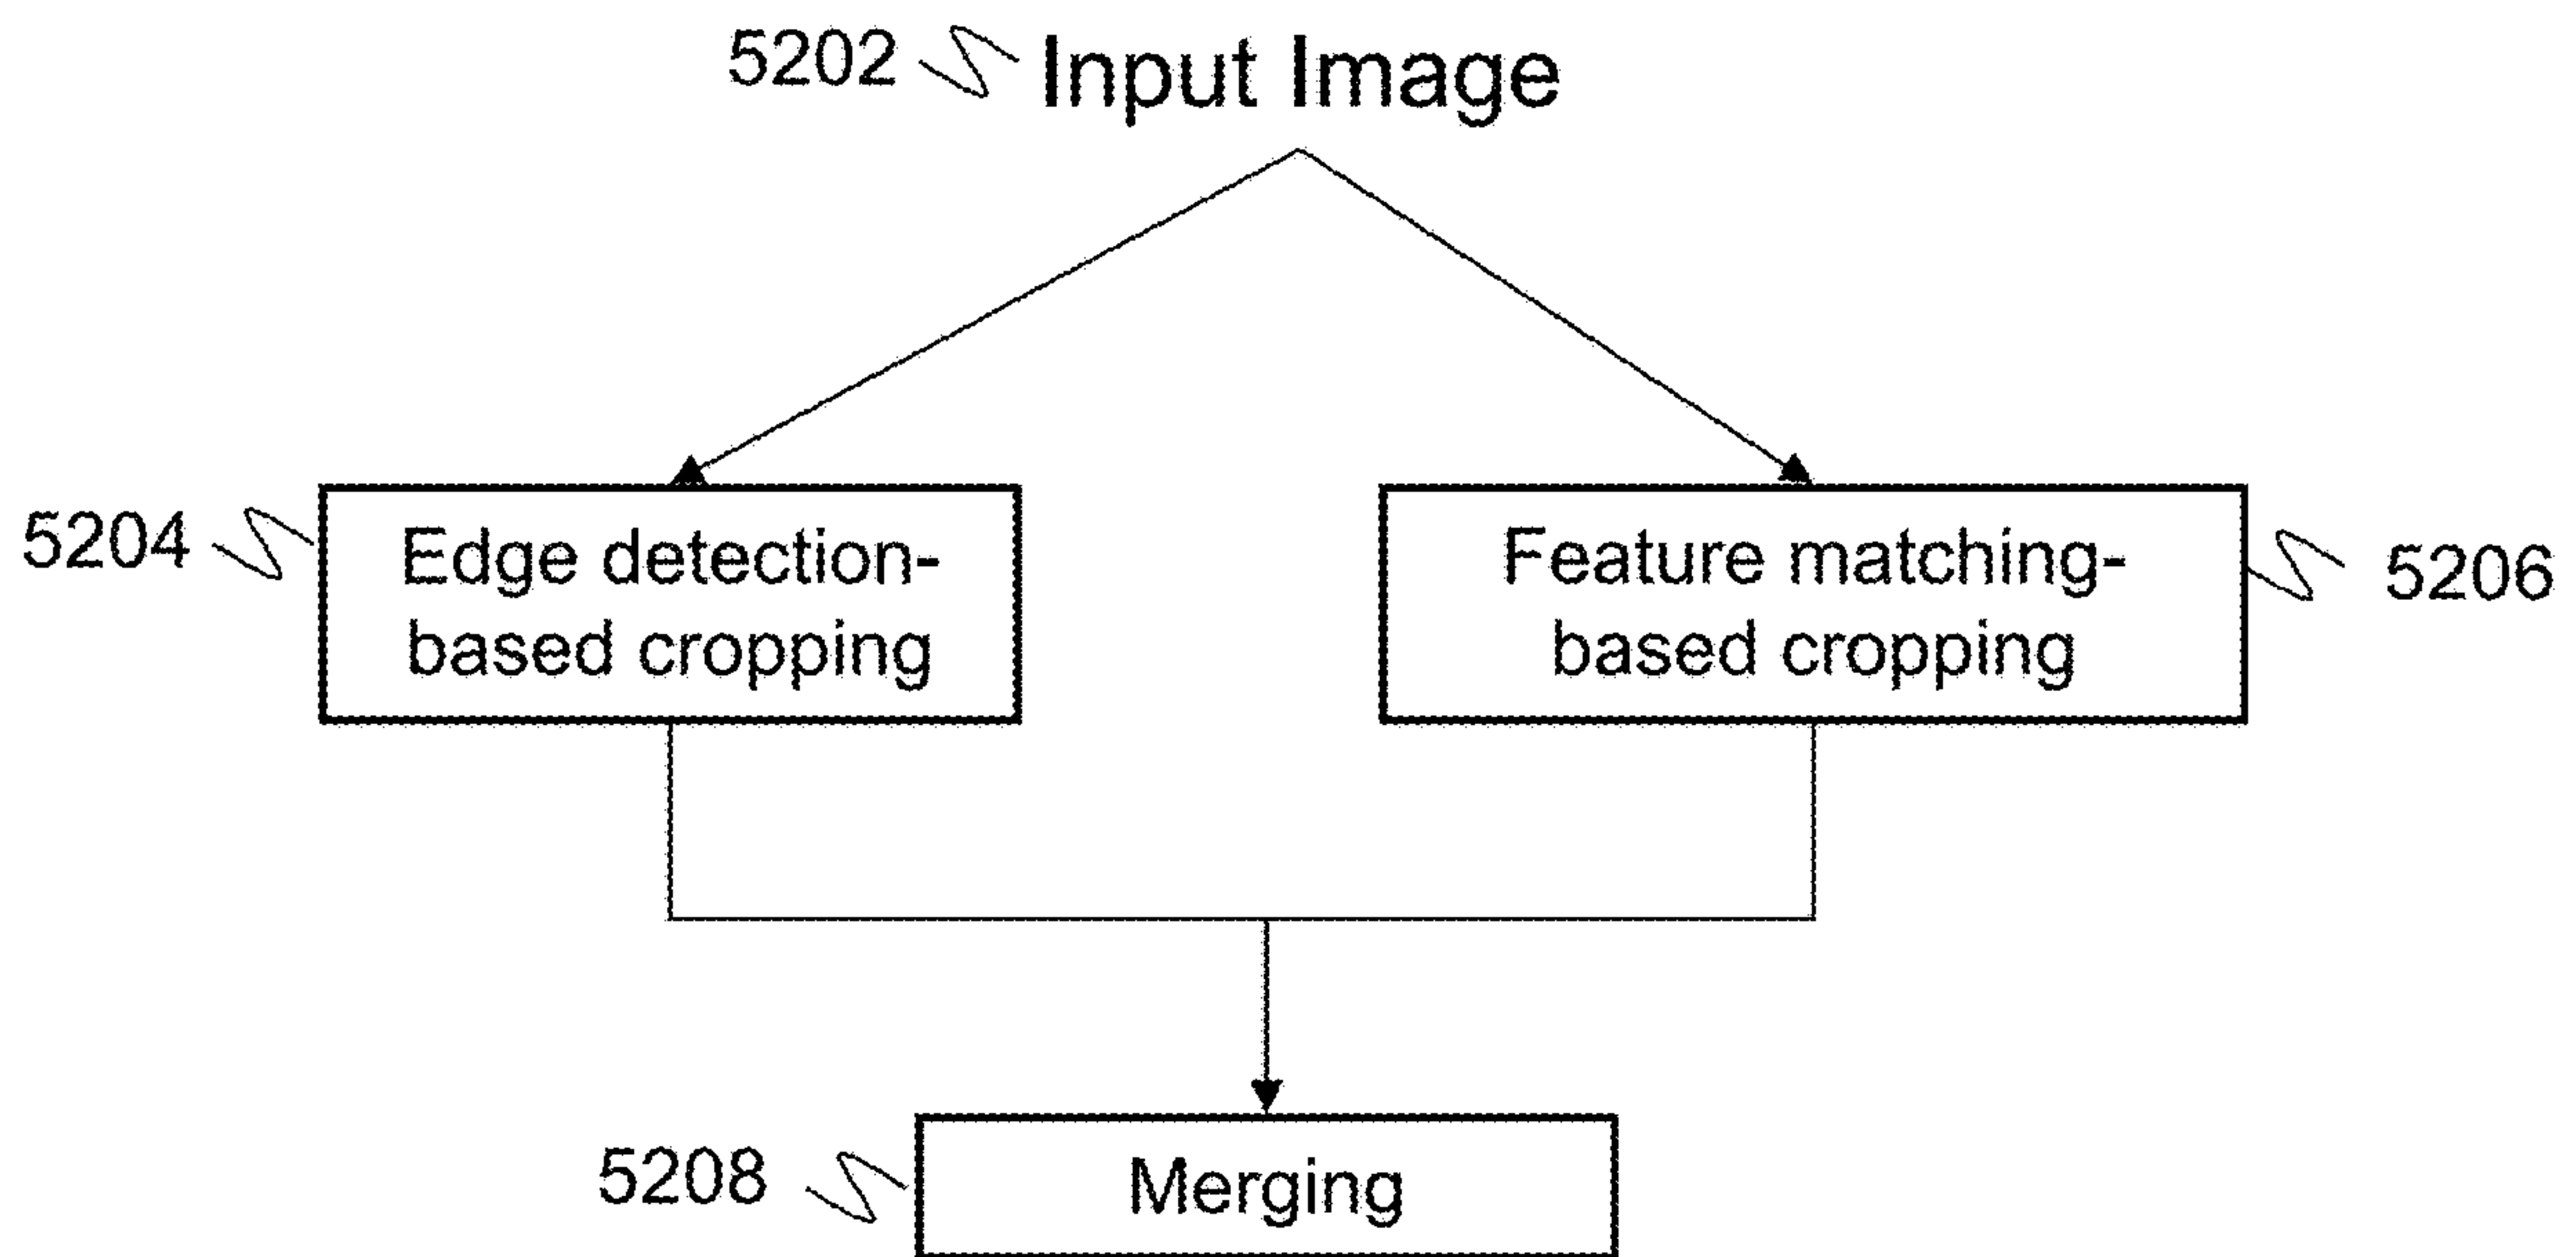 5202 Input Image
5204 Edge detection-
based cropping
Feature matching-
based cropping 5206
5208 Merging